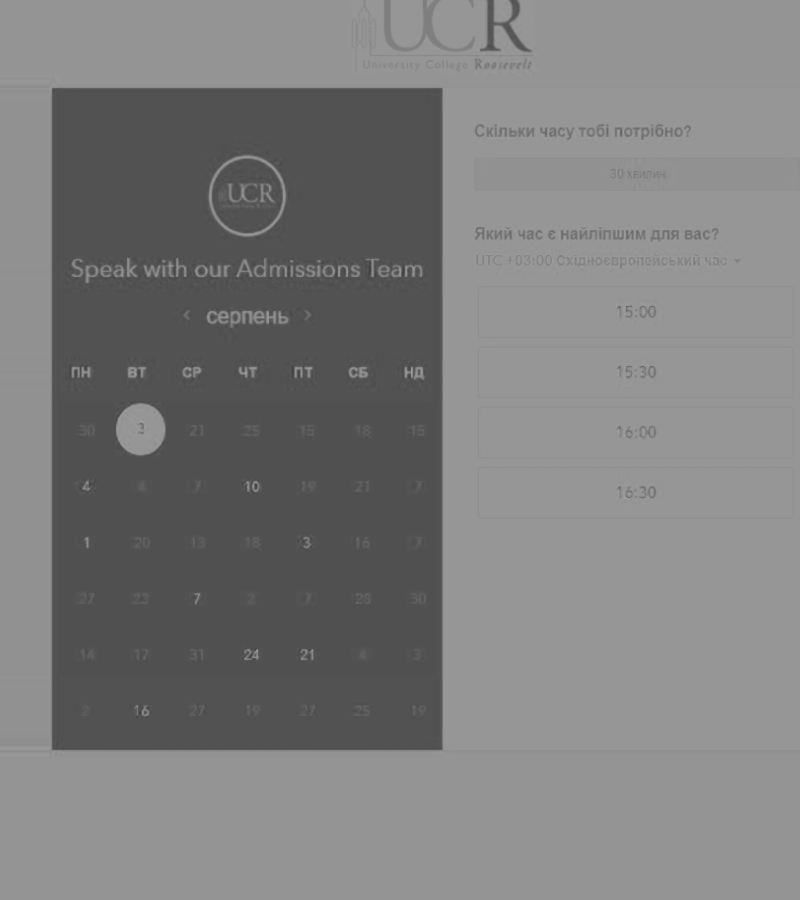 UCR
University College Roosevelt
UCR
Speak with our Admissions Team
< серпень >
ПН ВТ СР ЧТ ПТ СБ НД
30 3 21 25 15 18 15
4 4 7 10 19 21 7
1 20 13 18 3 16 7
27 23 7 2 7 25 30
14 17 31 24 21 4 3
2 16 27 19 27 25 19
Скільки часу тобі потрібно?
30 хвилин
Який час є найліпшим для вас?
UTC +03:00 Східноєвропейський час
15:00
15:30
16:00
16:30